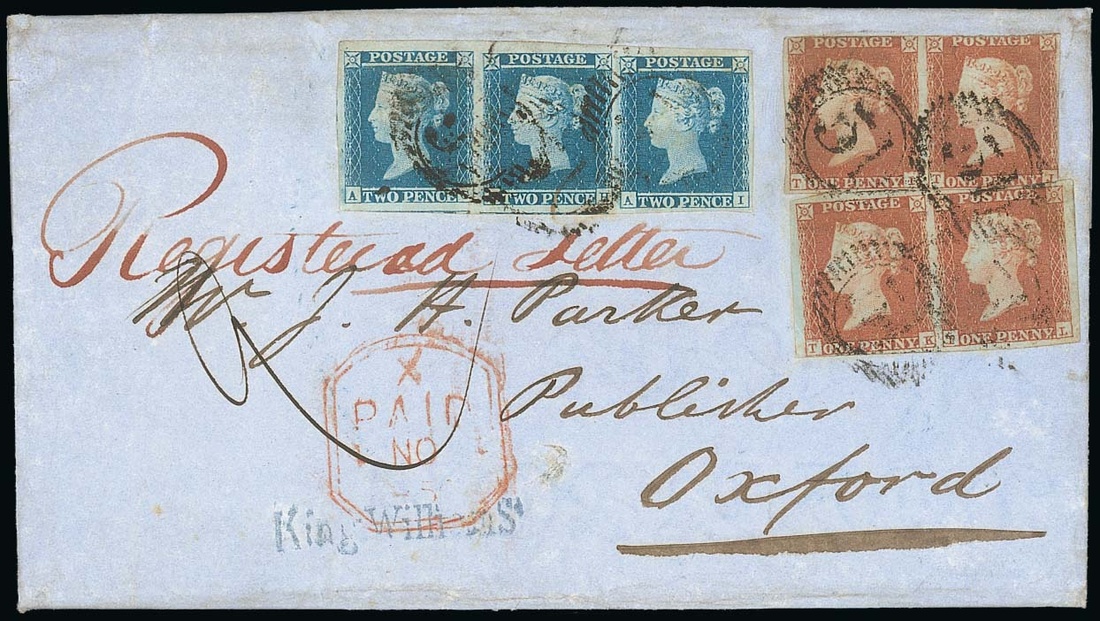 POSTAGE POSTAGE POSTAGE
A TWO PENCE TWO PENCE H A TWO PENCE I
POSTAGE POSTAGE
T ONE PENNY ONE PENNY
POSTAGE POSTAGE
T ONE PENNY K ONE PENNY L
Registered Letter
Mr. J. H. Parker
Publisher
Oxford
X
PAID
NO
King William St